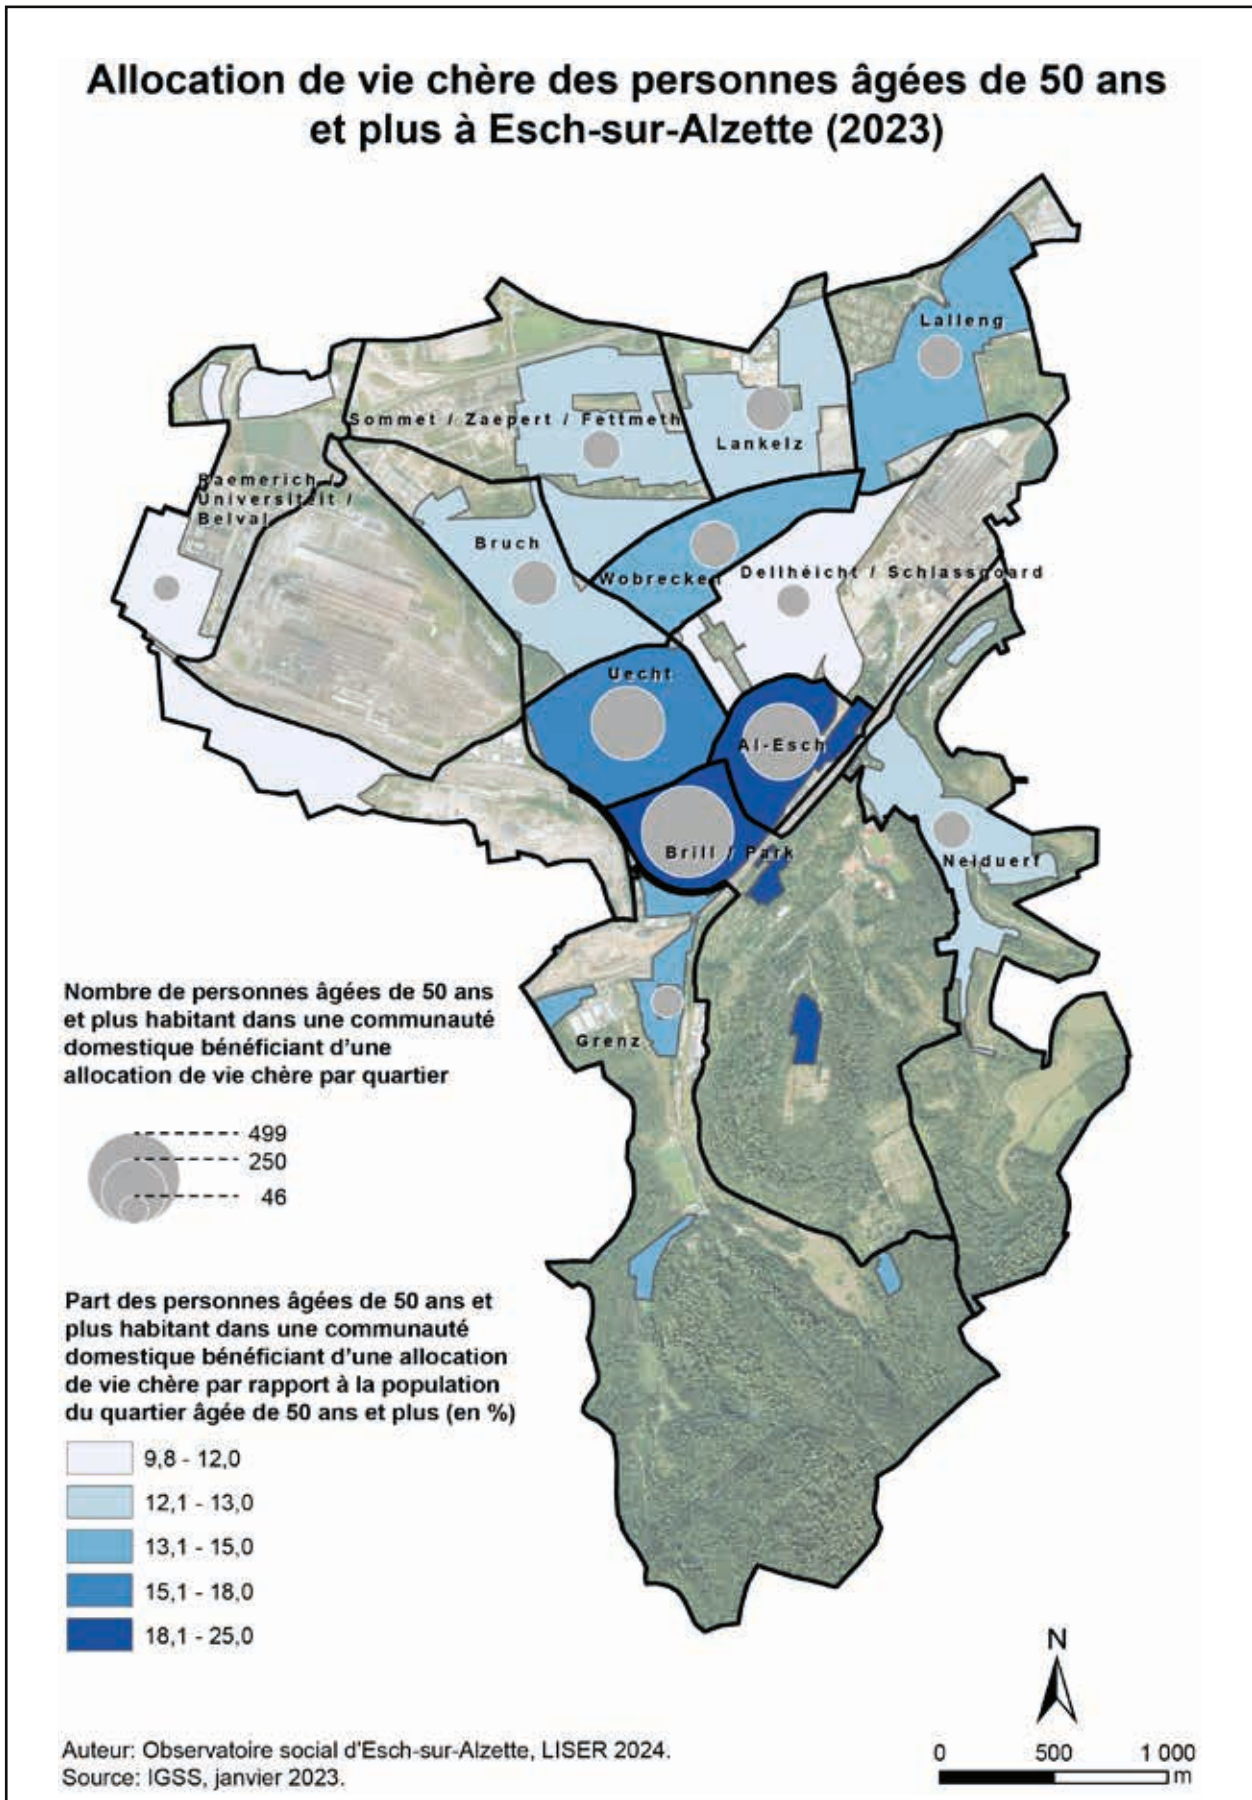 Allocation de vie chère des personnes âgées de 50 ans
et plus à Esch-sur-Alzette (2023)
Lalleng
Sommet / Zaepert / Fettmeth
Lankelz
Raemerich /
Universiteit /
Belval
Bruch
Wobrecken
Dellhéicht / Schlassgoard
Uecht
Al-Esch
Brill / Park
Neiduerf
Grenz
Nombre de personnes âgées de 50 ans
et plus habitant dans une communauté
domestique bénéficiant d'une
allocation de vie chère par quartier
499
250
46
Part des personnes âgées de 50 ans et
plus habitant dans une communauté
domestique bénéficiant d'une allocation
de vie chère par rapport à la population
du quartier âgée de 50 ans et plus (en %)
9,8 - 12,0
12,1 - 13,0
13,1 - 15,0
15,1 - 18,0
18,1 - 25,0
N
Auteur: Observatoire social d'Esch-sur-Alzette, LISER 2024.
Source: IGSS, janvier 2023.
0 500 1 000
m